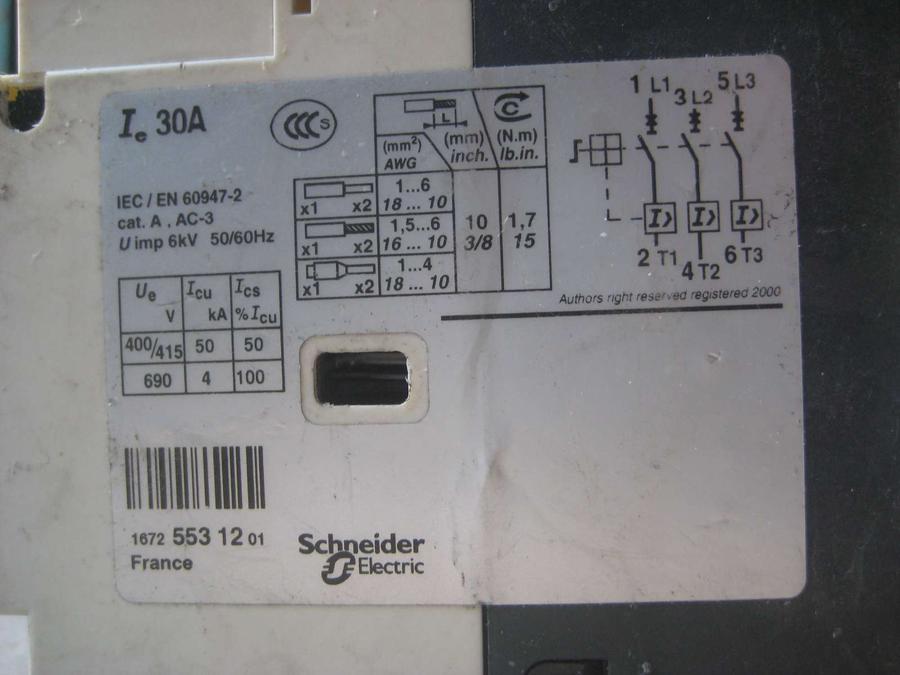 Ie 30A
CCC S
IEC / EN 60947-2
cat. A , AC-3
U imp 6kV 50/60Hz
Ue Icu Ics
V kA % Icu
400/415 50 50
690 4 100
L
(mm²) (mm) (N.m)
AWG inch. lb.in.
1...6
x1 x2 18 ... 10
1,5...6 10 1,7
x1 x2 16 ... 10 3/8 15
1...4
x1 x2 18 ... 10
1 L1 3 L2 5 L3
I> I> I>
2 T1 4 T2 6 T3
Authors right reserved registered 2000
1672 553 12 01
France
Schneider
Electric